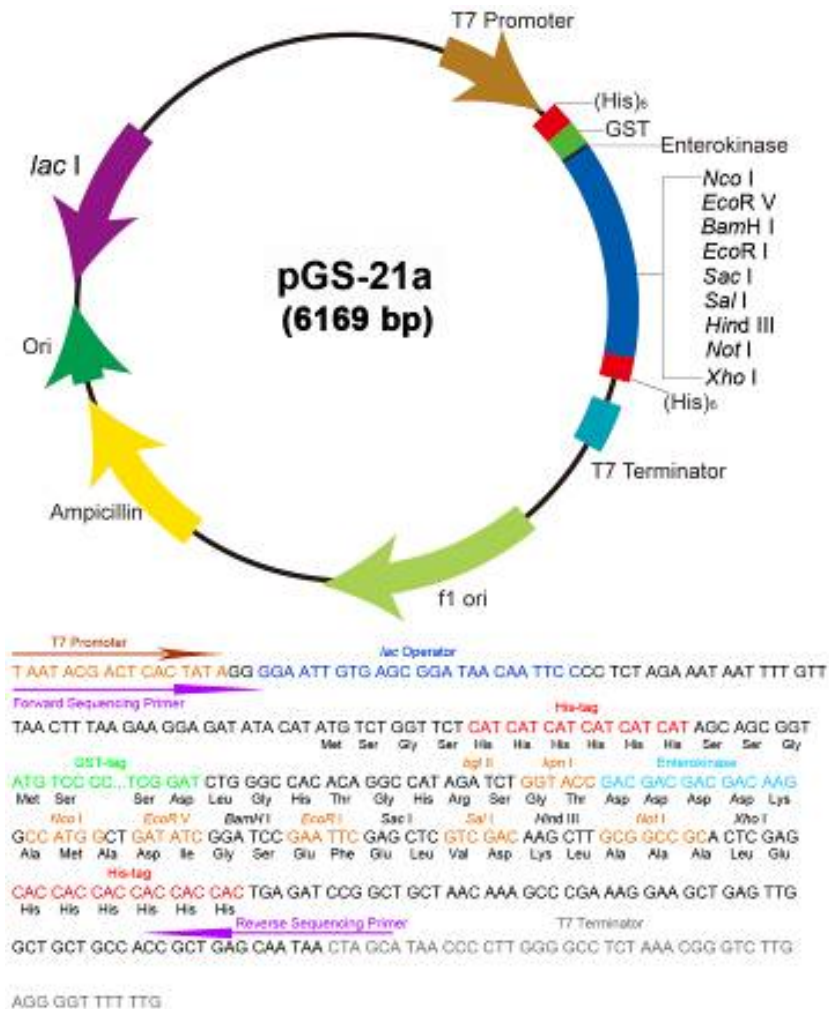 T7 Promoter
(His)₆
GST
Enterokinase
lac I
Nco I
EcoR V
BamH I
EcoR I
Sac I
Sal I
Hind III
Not I
Xho I
pGS-21a
(6169 bp)
Ori
(His)₆
T7 Terminator
Ampicillin
f1 ori
T7 Promoter lac Operator
T AAT ACG ACT CAC TAT AGG GGA ATT GTG AGC GGA TAA CAA TTC CCC TCT AGA AAT AAT TTT GTT
Forward Sequencing Primer His-tag
TAA CTT TAA GAA GGA GAT ATA CAT ATG TCT GGT TCT CAT CAT CAT CAT CAT CAT AGC AGC GGT
Met Ser Gly Ser His His His His His His Ser Ser Gly
GST-tag bgl II kpn I Enterokinase
ATG TCC CC...TCG GAT CTG GGC CAC ACA GGC CAT AGA TCT GGT ACC GAC GAC GAC GAC AAG
Met Ser Ser Asp Leu Gly His Thr Gly His Arg Ser Gly Thr Asp Asp Asp Asp Lys
Nco I EcoR V BamH I EcoR I Sac I Sal I Hind III Not I Xho I
GCC ATG GCT GAT ATC GGA TCC GAA TTC GAG CTC GTC GAC AAG CTT GCG GCC GCA CTC GAG
Ala Met Ala Asp Ile Gly Ser Glu Phe Glu Leu Val Asp Lys Leu Ala Ala Ala Leu Glu
His-tag
CAC CAC CAC CAC CAC CAC TGA GAT CCG GCT GCT AAC AAA GCC CGA AAG GAA GCT GAG TTG
His His His His His His
Reverse Sequencing Primer T7 Terminator
GCT GCT GCC ACC GCT GAG CAA TAA CTA GCA TAA CCC CTT GGG GCC TCT AAA CGG GTC TTG
AGG GGT TTT TTG